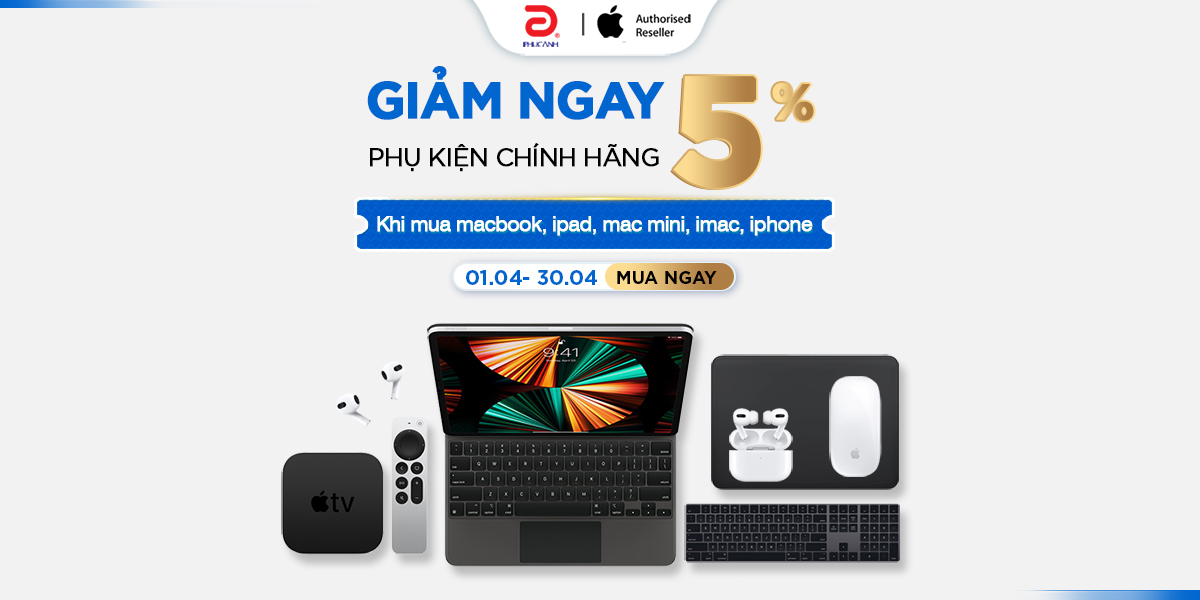 PHUCANH
Authorised
Reseller
GIẢM NGAY 5%
PHỤ KIỆN CHÍNH HÃNG
Khi mua macbook, ipad, mac mini, imac, iphone
01.04- 30.04 MUA NGAY
9:41
tv